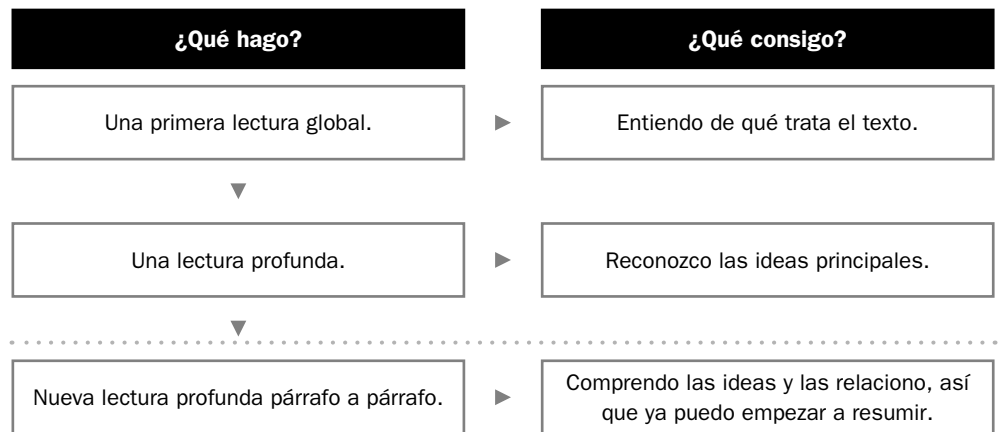 ¿Qué hago?
¿Qué consigo?
Una primera lectura global.
Entiendo de qué trata el texto.
Una lectura profunda.
Reconozco las ideas principales.
Nueva lectura profunda párrafo a párrafo.
Comprendo las ideas y las relaciono, así
que ya puedo empezar a resumir.